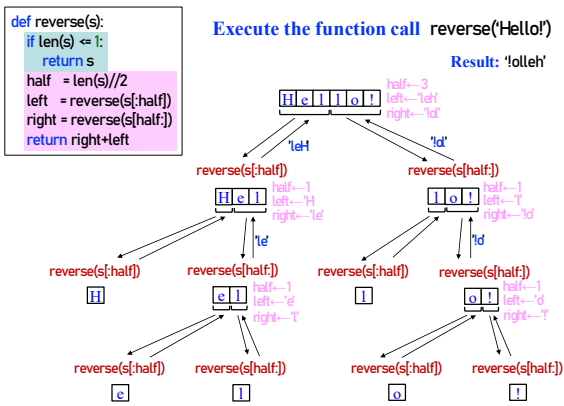 def reverse(s):
if len(s) <= 1:
return s
half = len(s)//2
left = reverse(s[:half])
right = reverse(s[half:])
return right+left
Execute the function call reverse('Hello!')
Result: '!olleh'
H e l l o !
half←3
left←'leh'
right←'!ol'
'leH
'!ol'
reverse(s[:half])
reverse(s[half:])
H e l
half←1
left←'H
right←'le'
l o !
half←1
left←'l'
right←'!o'
'le'
'!o'
reverse(s[:half])
reverse(s[half:])
reverse(s[:half])
reverse(s[half:])
H
e l
half←1
left←'e'
right←'l'
l
o !
half←1
left←'o'
right←'!'
reverse(s[:half])
reverse(s[half:])
reverse(s[:half])
reverse(s[half:])
e
l
o
!